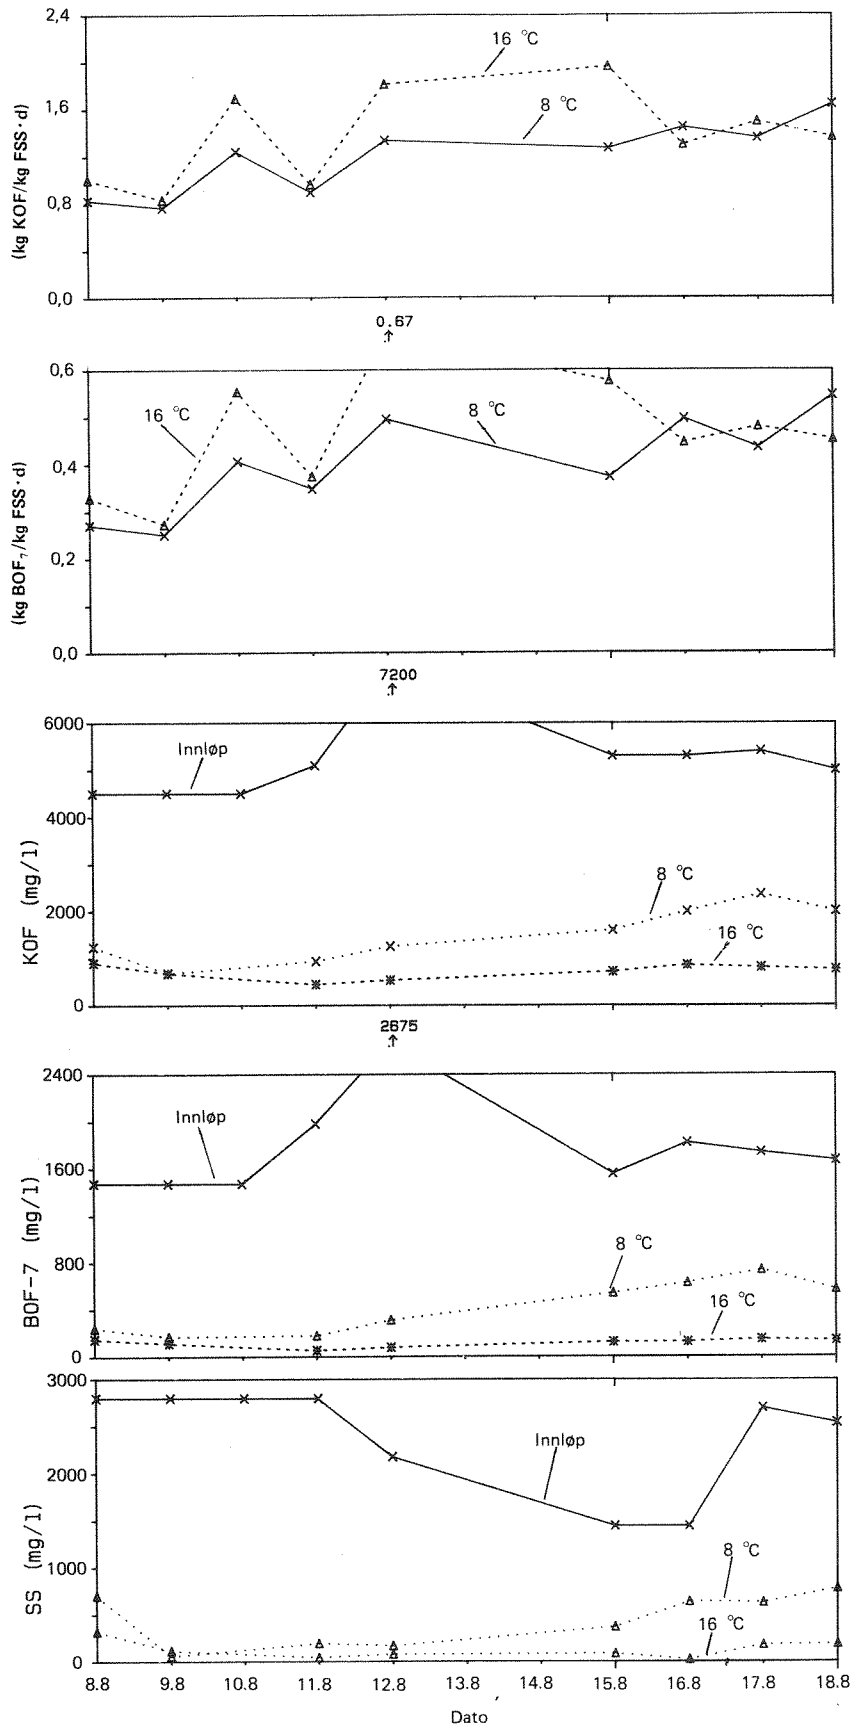 2,4
16 °C
1,6
8 °C
0,8
0,0
(kg KOF/kg FSS·d)
0.67
0,6
16 °C
8 °C
0,4
0,2
0,0
(kg BOF₇/kg FSS·d)
7200
6000
Innløp
4000
8 °C
2000
16 °C
0
KOF (mg/l)
2675
2400
Innløp
1600
800
8 °C
16 °C
0
BOF-7 (mg/l)
3000
Innløp
2000
1000
8 °C
16 °C
0
SS (mg/l)
8.8 9.8 10.8 11.8 12.8 13.8 14.8 15.8 16.8 17.8 18.8
Dato